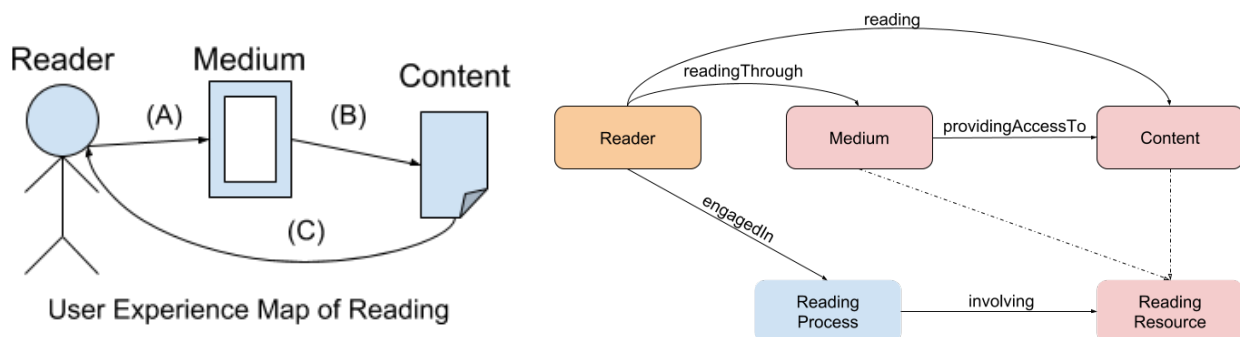 Reader
Medium
Content
(A)
(B)
(C)
User Experience Map of Reading
reading
readingThrough
Reader
Medium
providingAccessTo
Content
engagedIn
Reading
Process
involving
Reading
Resource